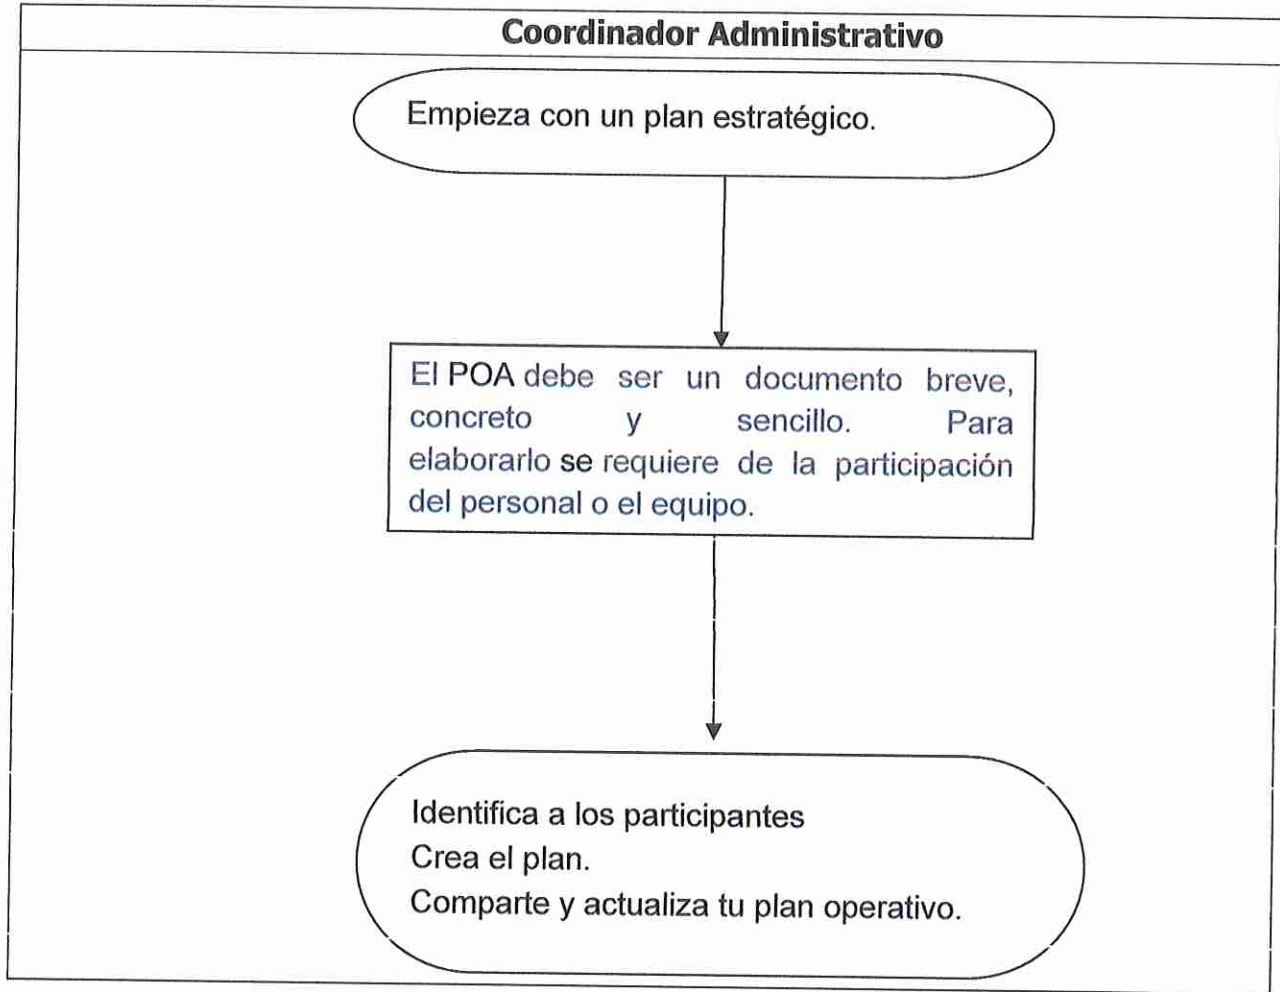 Coordinador Administrativo
Empieza con un plan estratégico.
El POA debe ser un documento breve,
concreto y sencillo. Para
elaborarlo se requiere de la participación
del personal o el equipo.
Identifica a los participantes
Crea el plan.
Comparte y actualiza tu plan operativo.